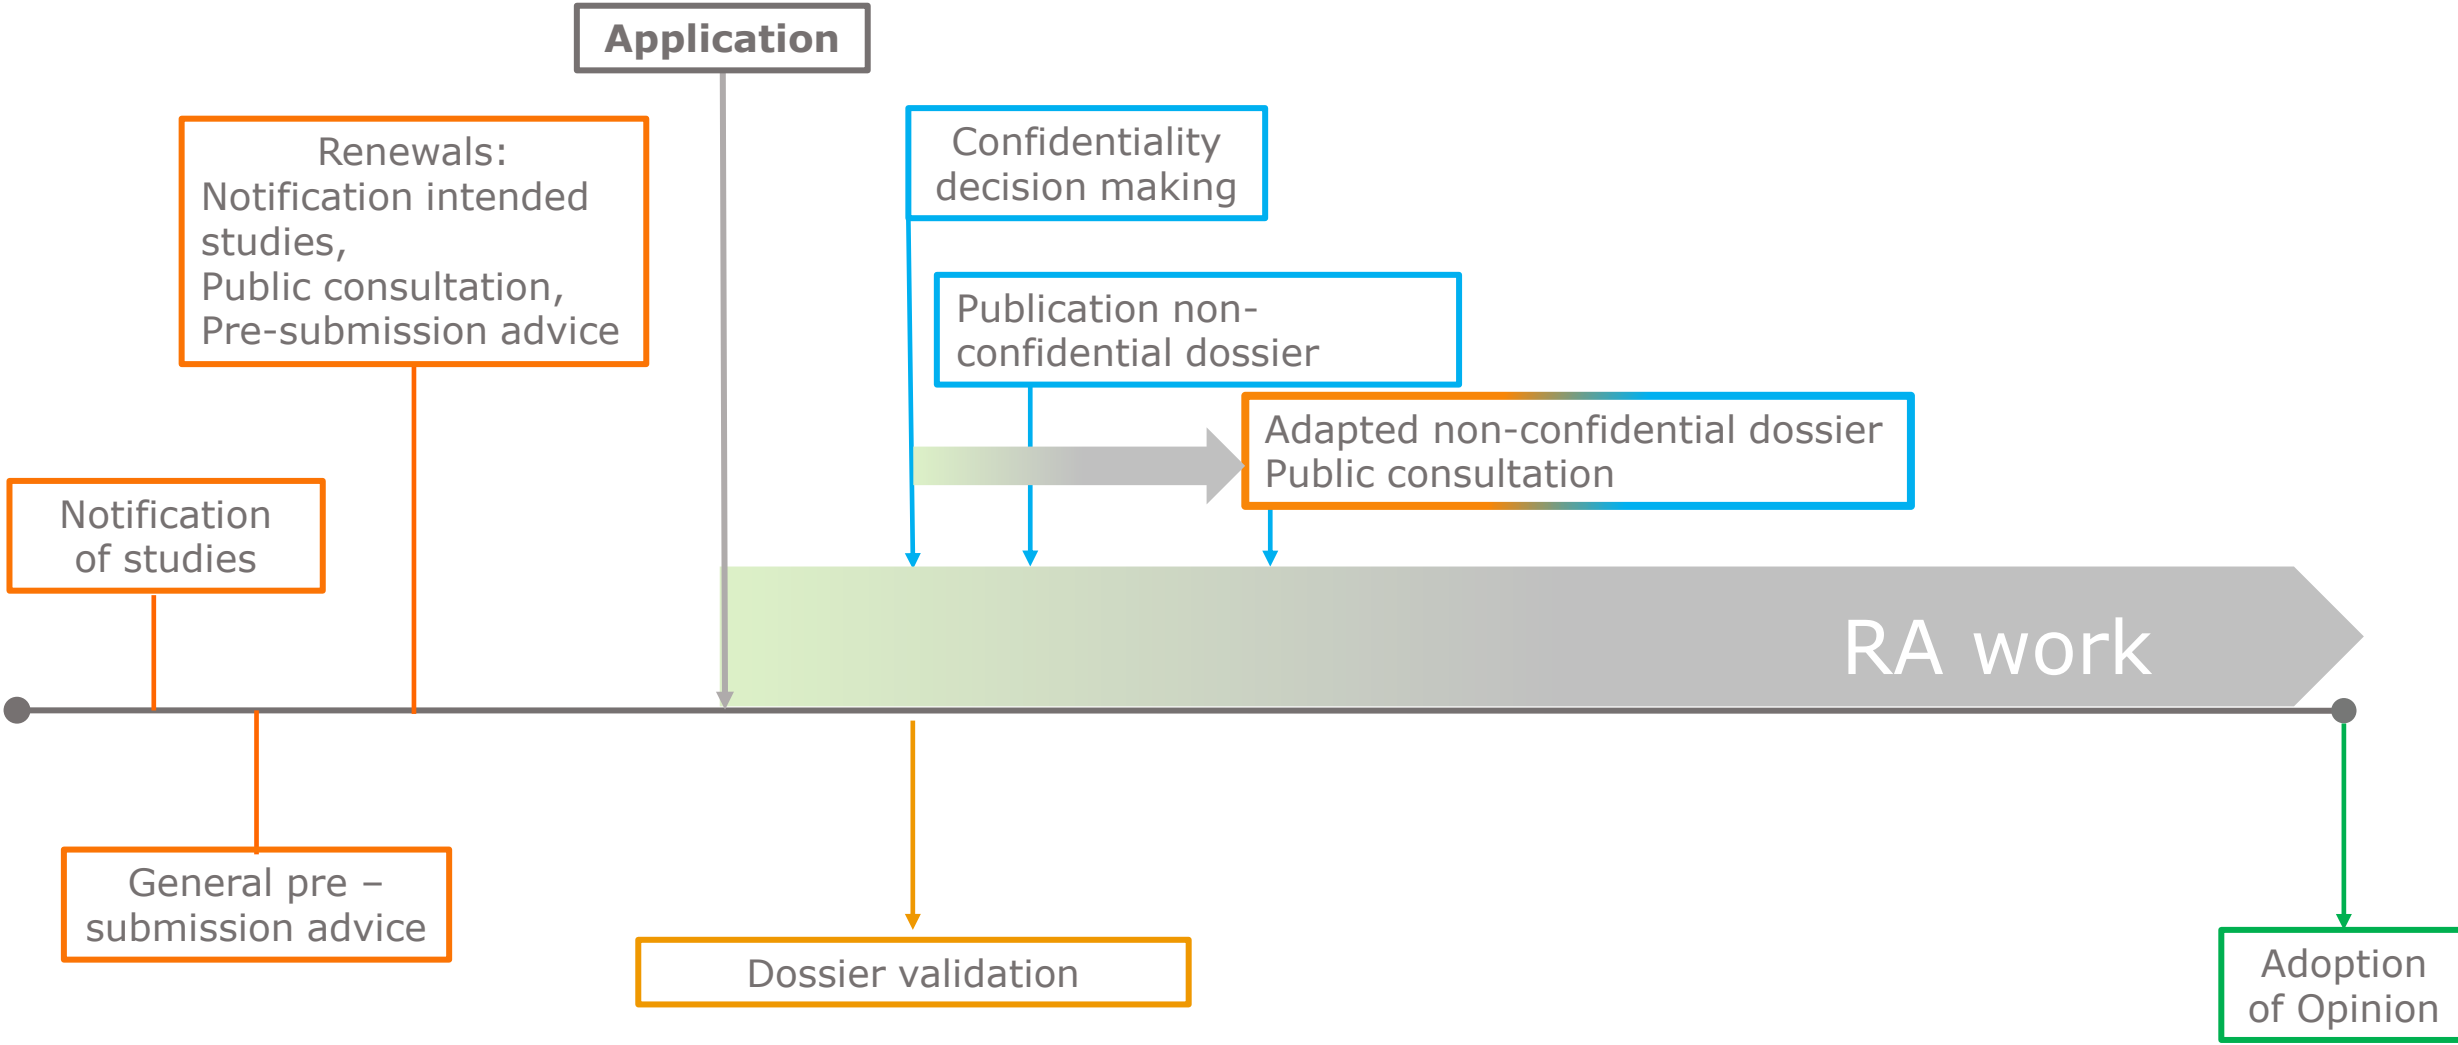 Application
Renewals:
Notification intended
studies,
Public consultation,
Pre-submission advice
Confidentiality
decision making
Publication non-
confidential dossier
Adapted non-confidential dossier
Public consultation
Notification
of studies
RA work
General pre –
submission advice
Dossier validation
Adoption
of Opinion